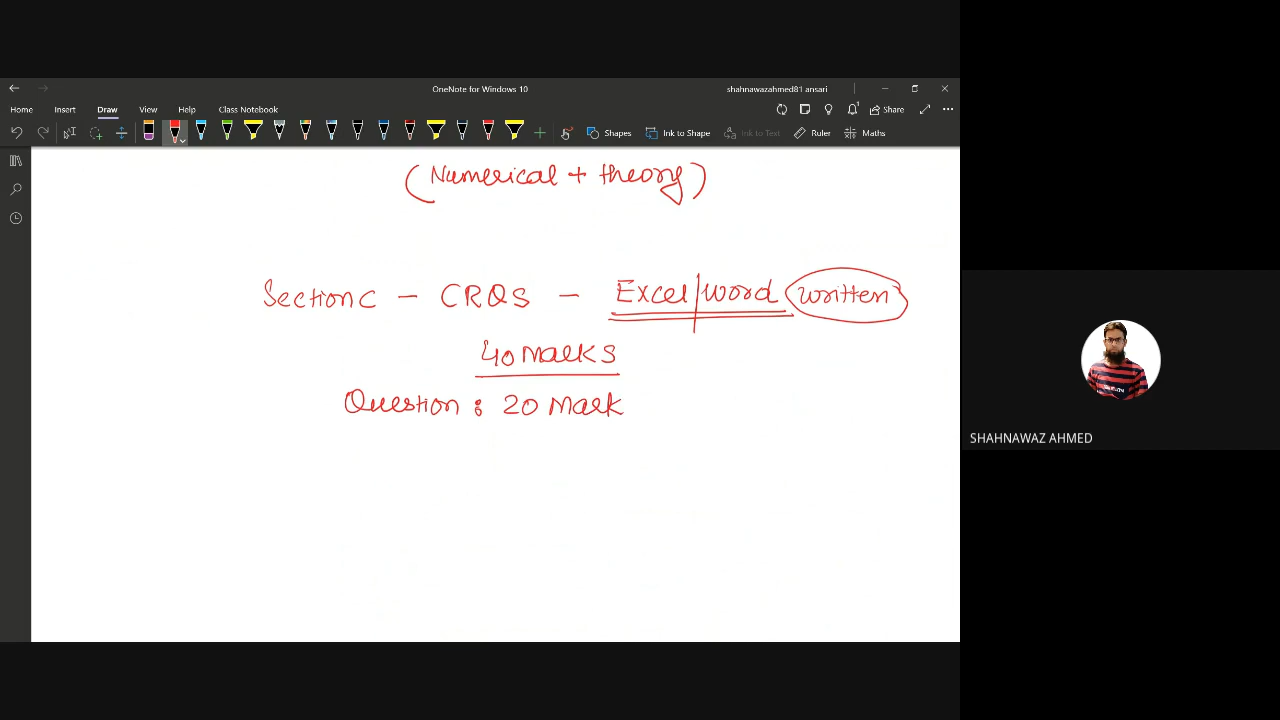 OneNote for Windows 10
shahnawazahmed81 ansari
Home Insert Draw View Help Class Notebook
Share
Shapes Ink to Shape Ink to Text Ruler Maths
(Numerical + theory)
Section C - CRQS - Excel/word (written)
40 Marks
Question : 20 Mark
SHAHNAWAZ AHMED